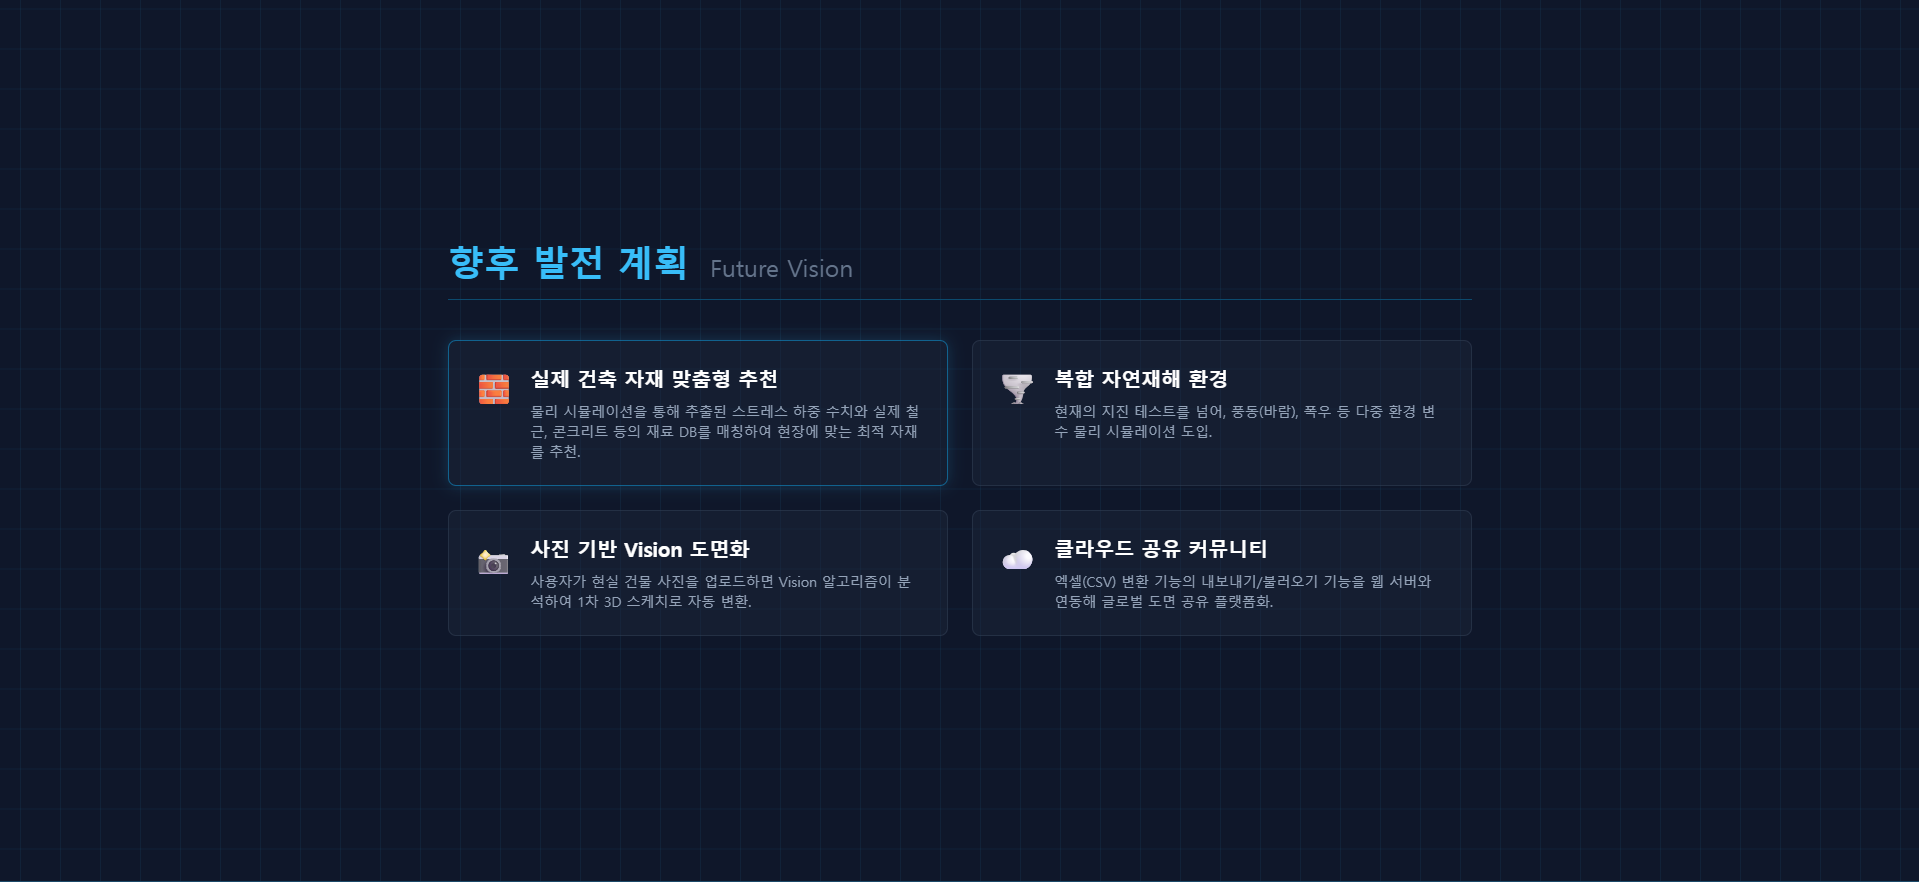 향후 발전 계획 Future Vision
실제 건축 자재 맞춤형 추천
물리 시뮬레이션을 통해 추출된 스트레스 하중 수치와 실제 철
근, 콘크리트 등의 재료 DB를 매칭하여 현장에 맞는 최적 자재
를 추천.
복합 자연재해 환경
현재의 지진 테스트를 넘어, 풍동(바람), 폭우 등 다중 환경 변
수 물리 시뮬레이션 도입.
사진 기반 Vision 도면화
사용자가 현실 건물 사진을 업로드하면 Vision 알고리즘이 분
석하여 1차 3D 스케치로 자동 변환.
클라우드 공유 커뮤니티
엑셀(CSV) 변환 기능의 내보내기/불러오기 기능을 웹 서버와
연동해 글로벌 도면 공유 플랫폼화.